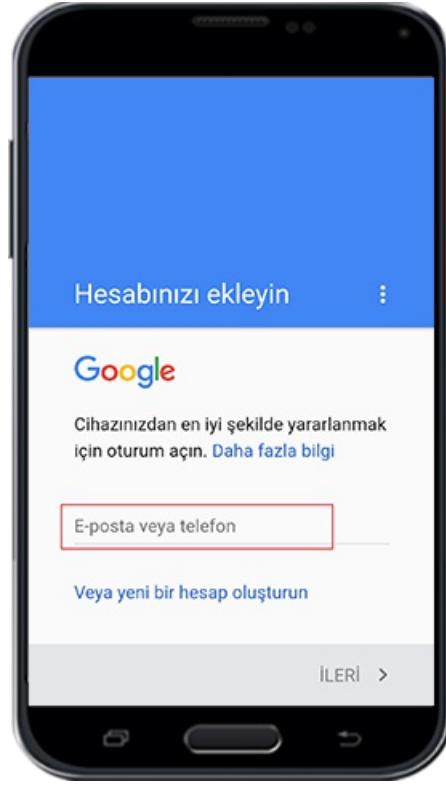 Hesabınızı ekleyin
Google
Cihazınızdan en iyi şekilde yararlanmak
için oturum açın. Daha fazla bilgi
E-posta veya telefon
Veya yeni bir hesap oluşturun
İLERİ >